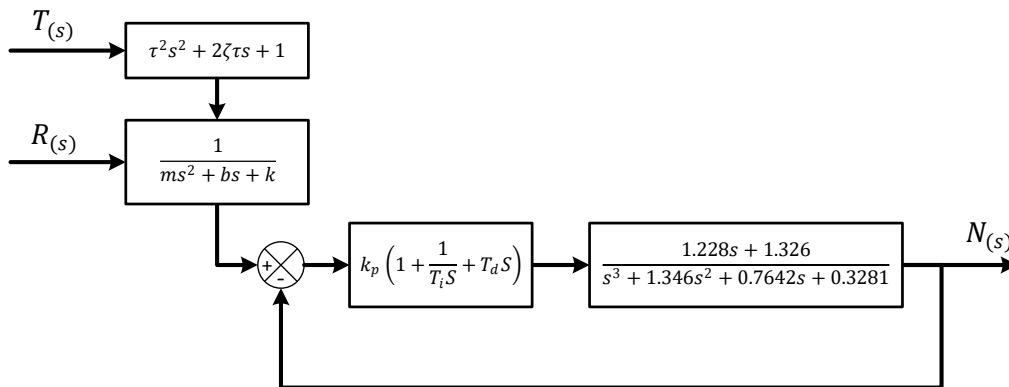 T(s)
τ²s² + 2ζτs + 1
R(s)
1
ms² + bs + k
+
-
kₚ (1 + 1/TᵢS + T_dS)
1.228s + 1.326
s³ + 1.346s² + 0.7642s + 0.3281
N(s)